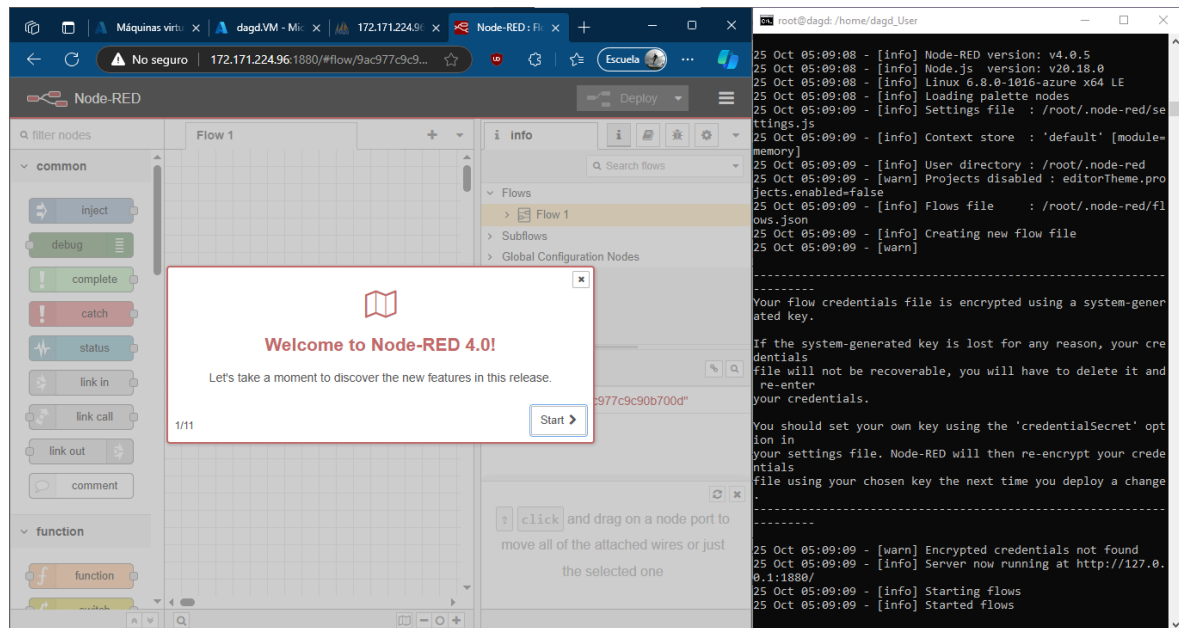 Máquinas virtu
dagd.VM - Mic
172.171.224.96
Node-RED : Flo
No seguro
172.171.224.96:1880/#flow/9ac977c9c9...
Escuela
Node-RED
Deploy
filter nodes
common
inject
debug
complete
catch
status
link in
link call
link out
comment
function
function
switch
Flow 1
info
Search flows
Flows
Flow 1
Subflows
Global Configuration Nodes
Welcome to Node-RED 4.0!
Let's take a moment to discover the new features in this release.
1/11
Start
c977c9c90b700d"
click and drag on a node port to
move all of the attached wires or just
the selected one
root@dagd: /home/dagd_User
25 Oct 05:09:08 - [info] Node-RED version: v4.0.5
25 Oct 05:09:08 - [info] Node.js  version: v20.18.0
25 Oct 05:09:08 - [info] Linux 6.8.0-1016-azure x64 LE
25 Oct 05:09:08 - [info] Loading palette nodes
25 Oct 05:09:09 - [info] Settings file  : /root/.node-red/se
ttings.js
25 Oct 05:09:09 - [info] Context store  : 'default' [module=
memory]
25 Oct 05:09:09 - [info] User directory : /root/.node-red
25 Oct 05:09:09 - [warn] Projects disabled : editorTheme.pro
jects.enabled=false
25 Oct 05:09:09 - [info] Flows file     : /root/.node-red/fl
ows.json
25 Oct 05:09:09 - [info] Creating new flow file
25 Oct 05:09:09 - [warn]
---------------------------------------------------------------------
Your flow credentials file is encrypted using a system-gener
ated key.
If the system-generated key is lost for any reason, your cre
dentials
file will not be recoverable, you will have to delete it and
 re-enter
your credentials.
You should set your own key using the 'credentialSecret' opt
ion in
your settings file. Node-RED will then re-encrypt your crede
ntials
file using your chosen key the next time you deploy a change
.
---------------------------------------------------------------------
25 Oct 05:09:09 - [warn] Encrypted credentials not found
25 Oct 05:09:09 - [info] Server now running at http://127.0.
0.1:1880/
25 Oct 05:09:09 - [info] Starting flows
25 Oct 05:09:09 - [info] Started flows